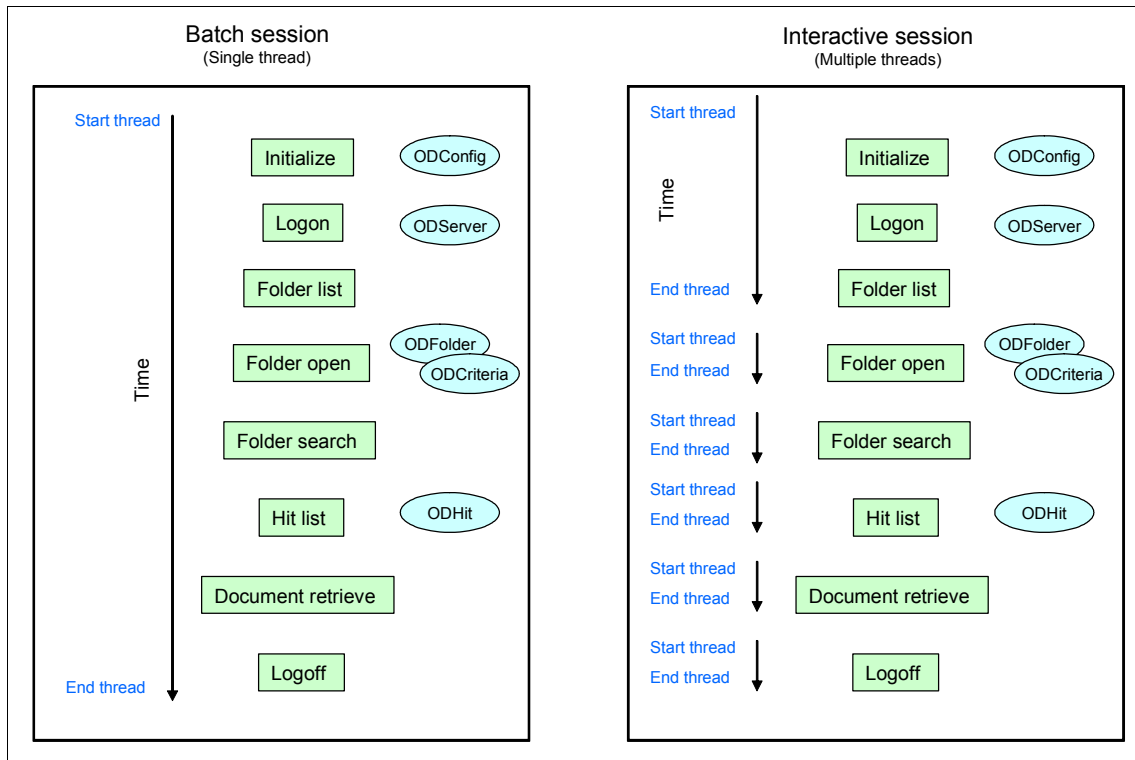 Batch session
(Single thread)
Start thread
Initialize
ODConfig
Logon
ODServer
Folder list
Time
Folder open
ODFolder
ODCriteria
Folder search
Hit list
ODHit
Document retrieve
Logoff
End thread
Interactive session
(Multiple threads)
Start thread
Initialize
ODConfig
Time
Logon
ODServer
End thread
Folder list
Start thread
End thread
Folder open
ODFolder
ODCriteria
Start thread
End thread
Folder search
Start thread
End thread
Hit list
ODHit
Start thread
End thread
Document retrieve
Start thread
End thread
Logoff